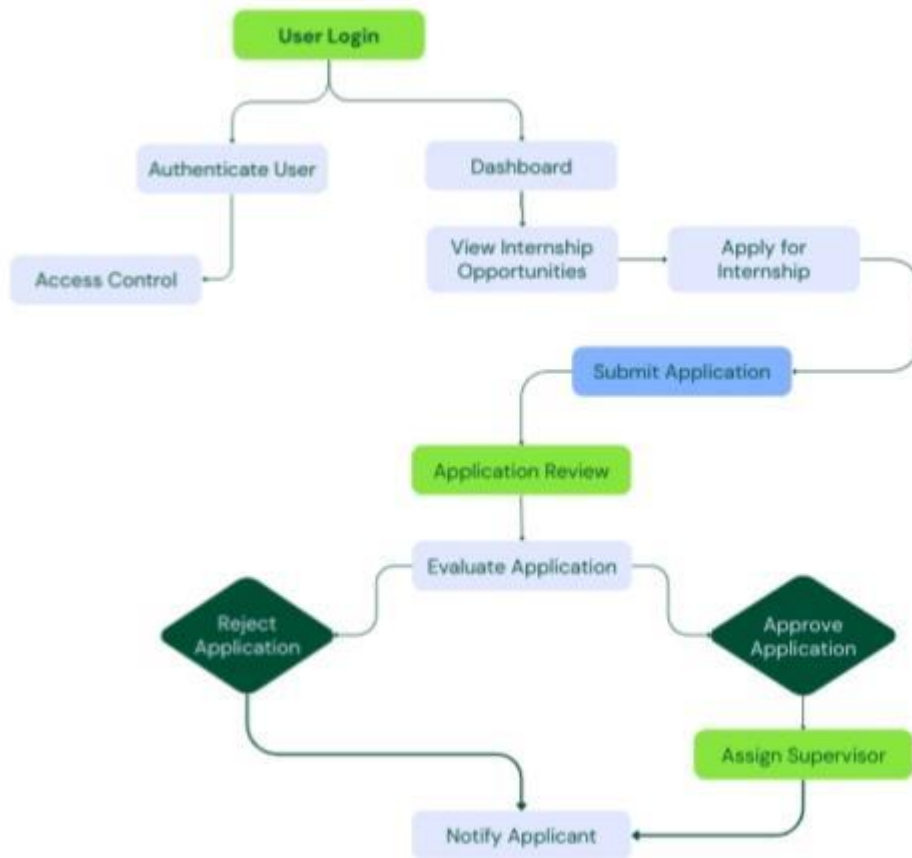 User Login
Authenticate User
Dashboard
Access Control
View Internship
Opportunities
Apply for
Internship
Submit Application
Application Review
Evaluate Application
Reject
Application
Approve
Application
Assign Supervisor
Notify Applicant